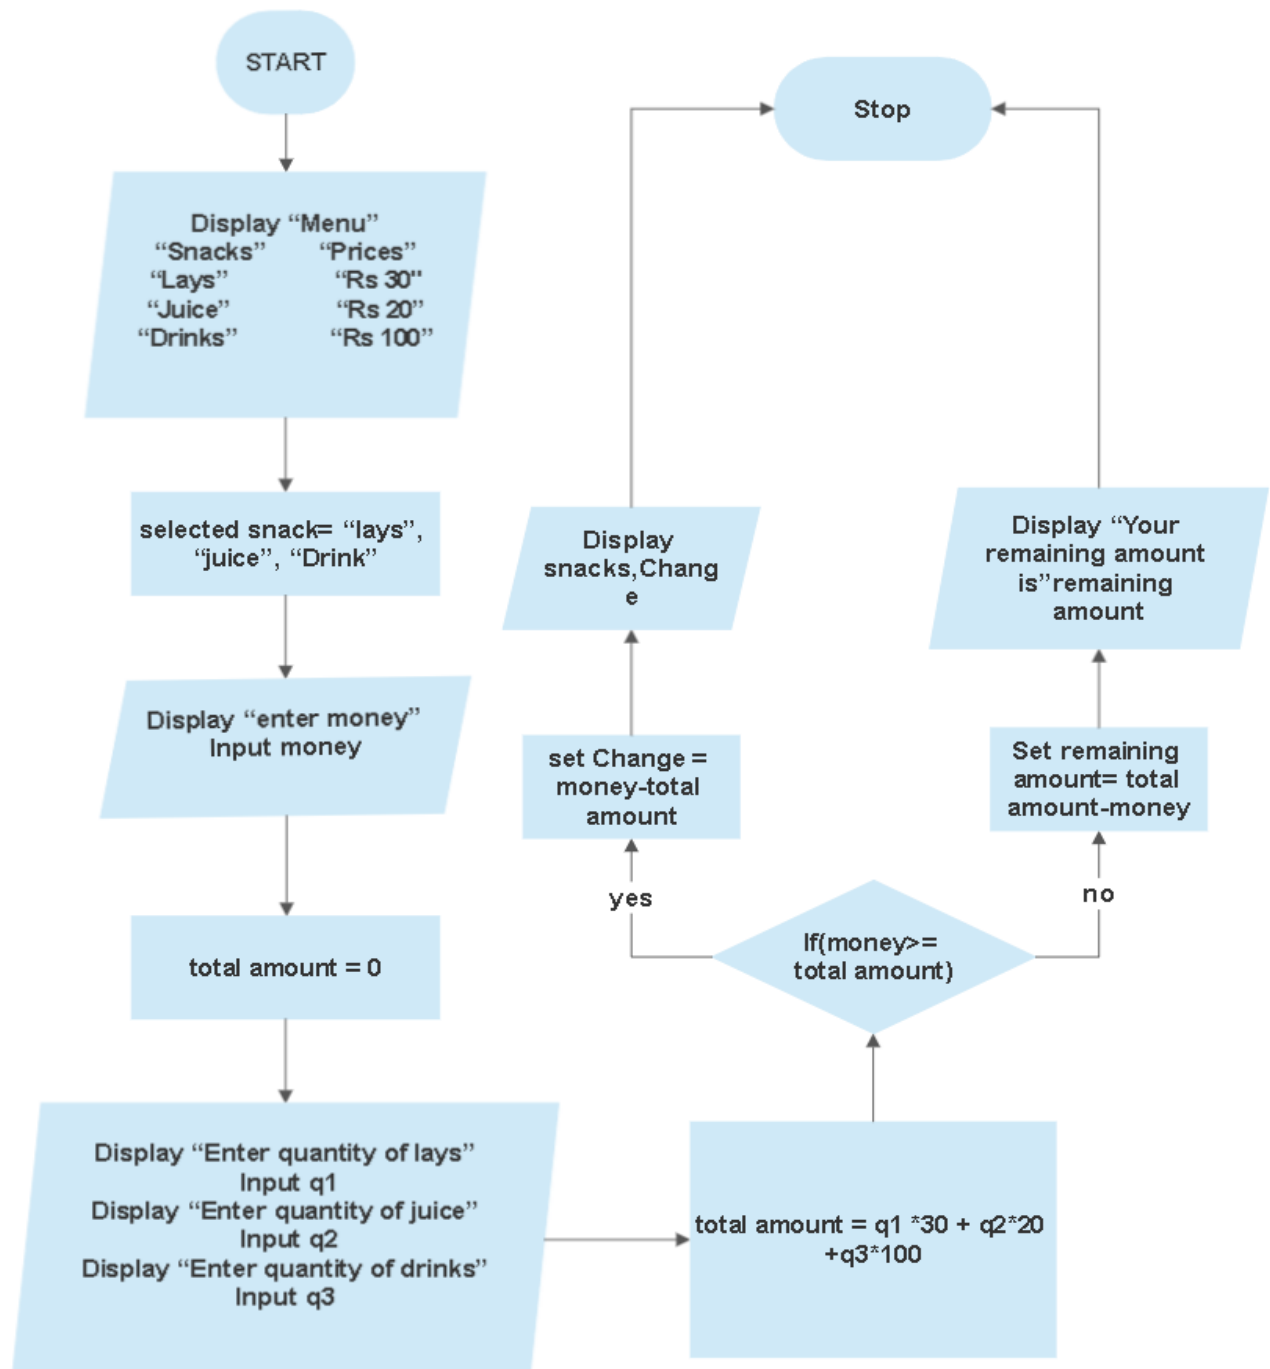 START
Display “Menu”
“Snacks” “Prices”
“Lays” “Rs 30"
“Juice” “Rs 20”
“Drinks” “Rs 100”
selected snack= “lays”,
“juice”, “Drink”
Display “enter money”
Input money
total amount = 0
Display “Enter quantity of lays”
Input q1
Display “Enter quantity of juice”
Input q2
Display “Enter quantity of drinks”
Input q3
total amount = q1 *30 + q2*20
+q3*100
If(money>=
total amount)
yes
no
set Change =
money-total
amount
Set remaining
amount= total
amount-money
Display
snacks,Chang
e
Display “Your
remaining amount
is”remaining
amount
Stop